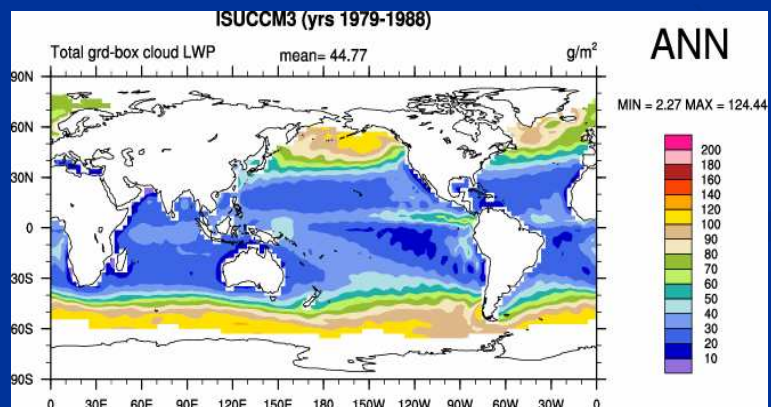 ISUCCM3 (yrs 1979-1988)
Total grd-box cloud LWP mean= 44.77 g/m²
ANN
MIN = 2.27 MAX = 124.44
90N
60N
30N
0
30S
60S
90S
0 30E 60E 90E 120E 150E 180 150W 120W 90W 60W 30W 0
200
180
160
140
120
100
90
80
70
60
50
40
30
20
10